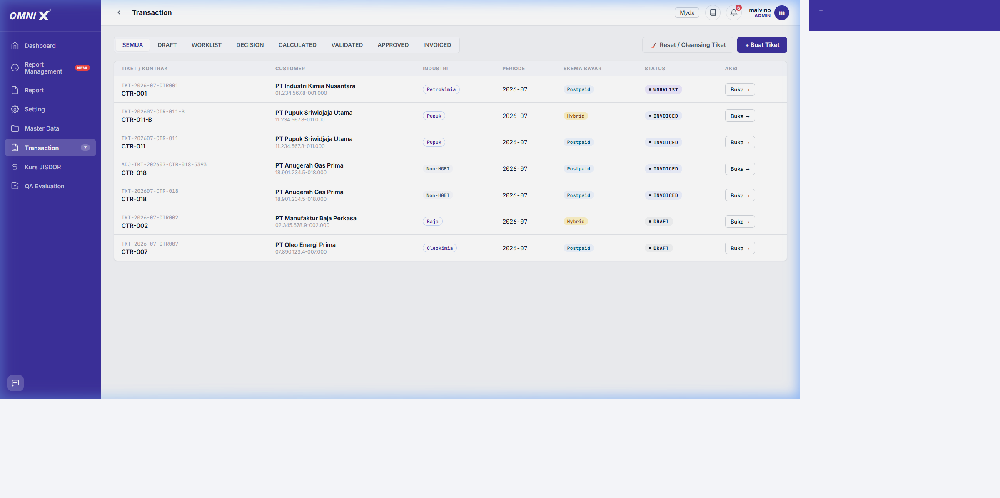 OMNI X
Dashboard
Report Management NEW
Report
Setting
Master Data
Transaction 7
Kurs JISDOR
QA Evaluation
Transaction
Mydx
6
malvino
ADMIN
m
SEMUA DRAFT WORKLIST DECISION CALCULATED VALIDATED APPROVED INVOICED
Reset / Cleansing Tiket
+ Buat Tiket
TIKET / KONTRAK CUSTOMER INDUSTRI PERIODE SKEMA BAYAR STATUS AKSI
TKT-2026-07-CTR001
CTR-001
PT Industri Kimia Nusantara
01.234.567.8-001.000
Petrokimia 2026-07 Postpaid WORKLIST Buka →
TKT-202607-CTR-011-B
CTR-011-B
PT Pupuk Sriwidjaja Utama
11.234.567.8-011.000
Pupuk 2026-07 Hybrid INVOICED Buka →
TKT-202607-CTR-011
CTR-011
PT Pupuk Sriwidjaja Utama
11.234.567.8-011.000
Pupuk 2026-07 Postpaid INVOICED Buka →
ADJ-TKT-202607-CTR-018-5393
CTR-018
PT Anugerah Gas Prima
18.901.234.5-018.000
Non-HGBT 2026-07 Postpaid INVOICED Buka →
TKT-202607-CTR-018
CTR-018
PT Anugerah Gas Prima
18.901.234.5-018.000
Non-HGBT 2026-07 Postpaid INVOICED Buka →
TKT-2026-07-CTR002
CTR-002
PT Manufaktur Baja Perkasa
02.345.678.9-002.000
Baja 2026-07 Hybrid DRAFT Buka →
TKT-2026-07-CTR007
CTR-007
PT Oleo Energi Prima
07.890.123.4-007.000
Oleokimia 2026-07 Postpaid DRAFT Buka →